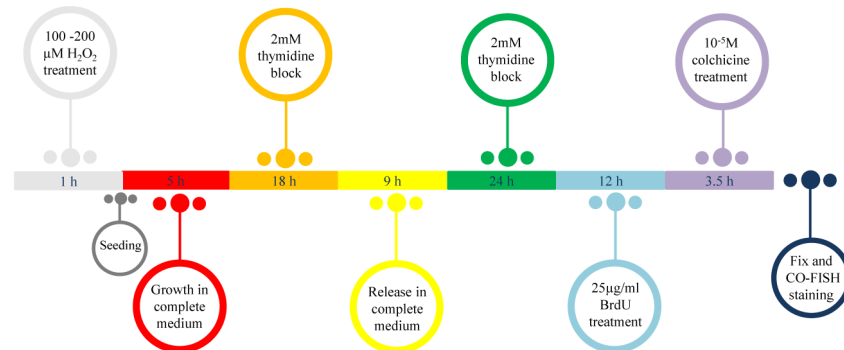 100 -200
µM H₂O₂
treatment
2mM
thymidine
block
2mM
thymidine
block
10⁻⁵M
colchicine
treatment
1 h
5 h
18 h
9 h
24 h
12 h
3.5 h
Seeding
Growth in
complete
medium
Release in
complete
medium
25µg/ml
BrdU
treatment
Fix and
CO-FISH
staining